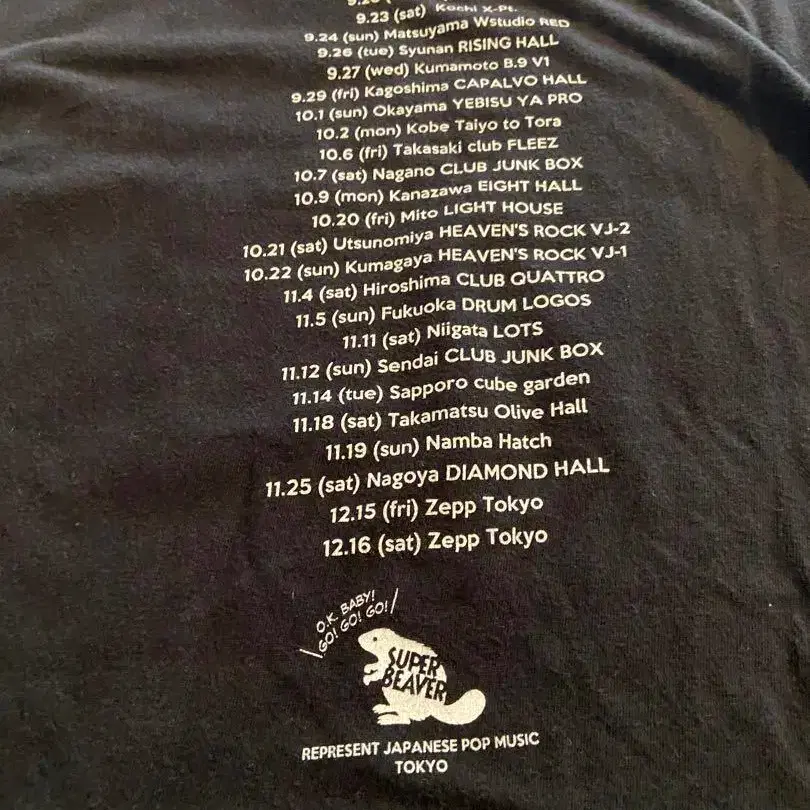 9.23 (sat) Kochi X-Pt.
9.24 (sun) Matsuyama Wstudio RED
9.26 (tue) Syunan RISING HALL
9.27 (wed) Kumamoto B.9 V1
9.29 (fri) Kagoshima CAPALVO HALL
10.1 (sun) Okayama YEBISU YA PRO
10.2 (mon) Kobe Taiyo to Tora
10.6 (fri) Takasaki club FLEEZ
10.7 (sat) Nagano CLUB JUNK BOX
10.9 (mon) Kanazawa EIGHT HALL
10.20 (fri) Mito LIGHT HOUSE
10.21 (sat) Utsunomiya HEAVEN'S ROCK VJ-2
10.22 (sun) Kumagaya HEAVEN'S ROCK VJ-1
11.4 (sat) Hiroshima CLUB QUATTRO
11.5 (sun) Fukuoka DRUM LOGOS
11.11 (sat) Niigata LOTS
11.12 (sun) Sendai CLUB JUNK BOX
11.14 (tue) Sapporo cube garden
11.18 (sat) Takamatsu Olive Hall
11.19 (sun) Namba Hatch
11.25 (sat) Nagoya DIAMOND HALL
12.15 (fri) Zepp Tokyo
12.16 (sat) Zepp Tokyo
O.K. BABY!
GO! GO! GO!
SUPER
BEAVER
REPRESENT JAPANESE POP MUSIC
TOKYO